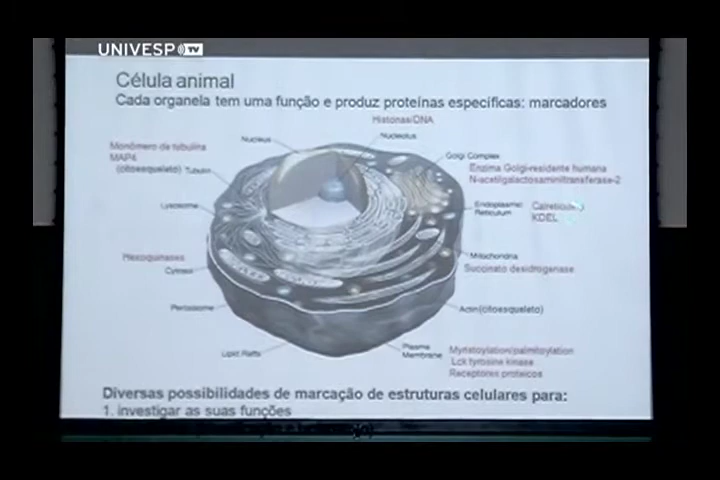 UNIVESP TV
Célula animal
Cada organela tem uma função e produz proteínas específicas: marcadores
Histonas/DNA
Nucleus
Nucleolus
Monômero de tubulina
MAP4
(citoesqueleto) Tubulin
Golgi Complex
Enzima Golgi-residente humana
N-acetilgalactosaminiltransferase-2
Lysosome
Endoplasmic
Reticulum
Calreticulin
KDEL
Hexoquinases
Cytosol
Mitochondria
Succinato desidrogenase
Peroxisome
Actin (citoesqueleto)
Lipid Rafts
Plasma
Membrane
Myristoylation/palmitoylation
Lck tyrosine kinase
Receptores proteicos
Diversas possibilidades de marcação de estruturas celulares para:
1. investigar as suas funções